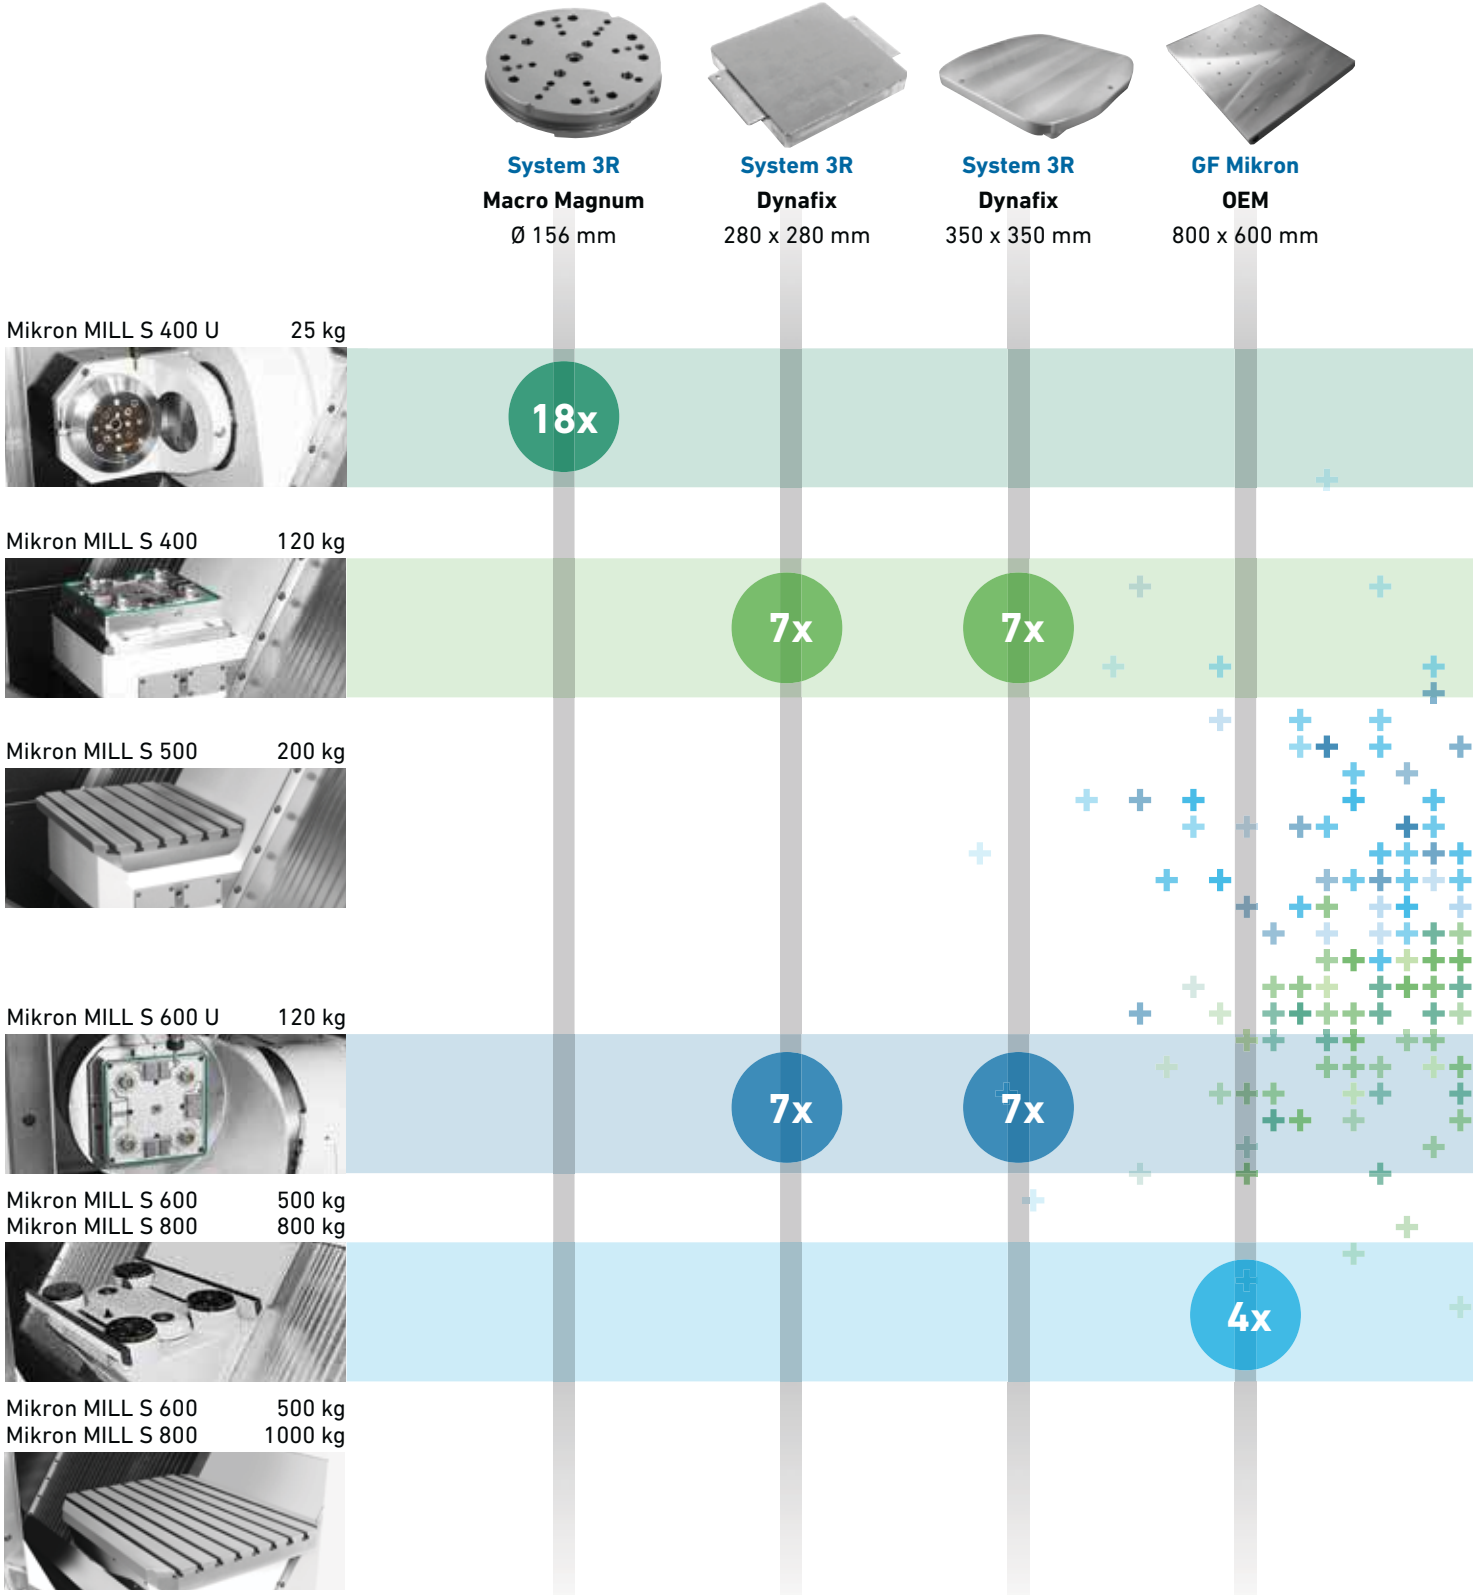 System 3R
System 3R
System 3R
GF Mikron
Macro Magnum
Dynafix
Dynafix
OEM
Ø 156 mm
280 x 280 mm
350 x 350 mm
800 x 600 mm
Mikron MILL S 400 U 25 kg
18x
Mikron MILL S 400 120 kg
7x
7x
Mikron MILL S 500 200 kg
Mikron MILL S 600 U 120 kg
7x
7x
Mikron MILL S 600 500 kg
Mikron MILL S 800 800 kg
4x
Mikron MILL S 600 500 kg
Mikron MILL S 800 1000 kg